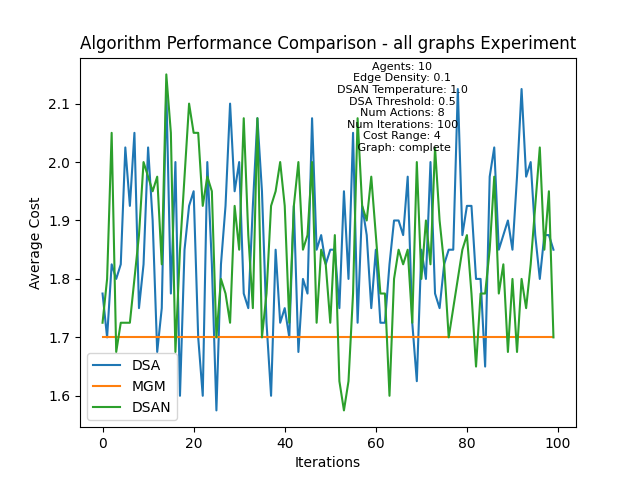 Algorithm Performance Comparison - all graphs Experiment
Agents: 10
Edge Density: 0.1
DSAN Temperature: 1.0
DSA Threshold: 0.5
Num Actions: 8
Num Iterations: 100
Cost Range: 4
Graph: complete
Average Cost
2.1
2.0
1.9
1.8
1.7
1.6
DSA
MGM
DSAN
0 20 40 60 80 100
Iterations